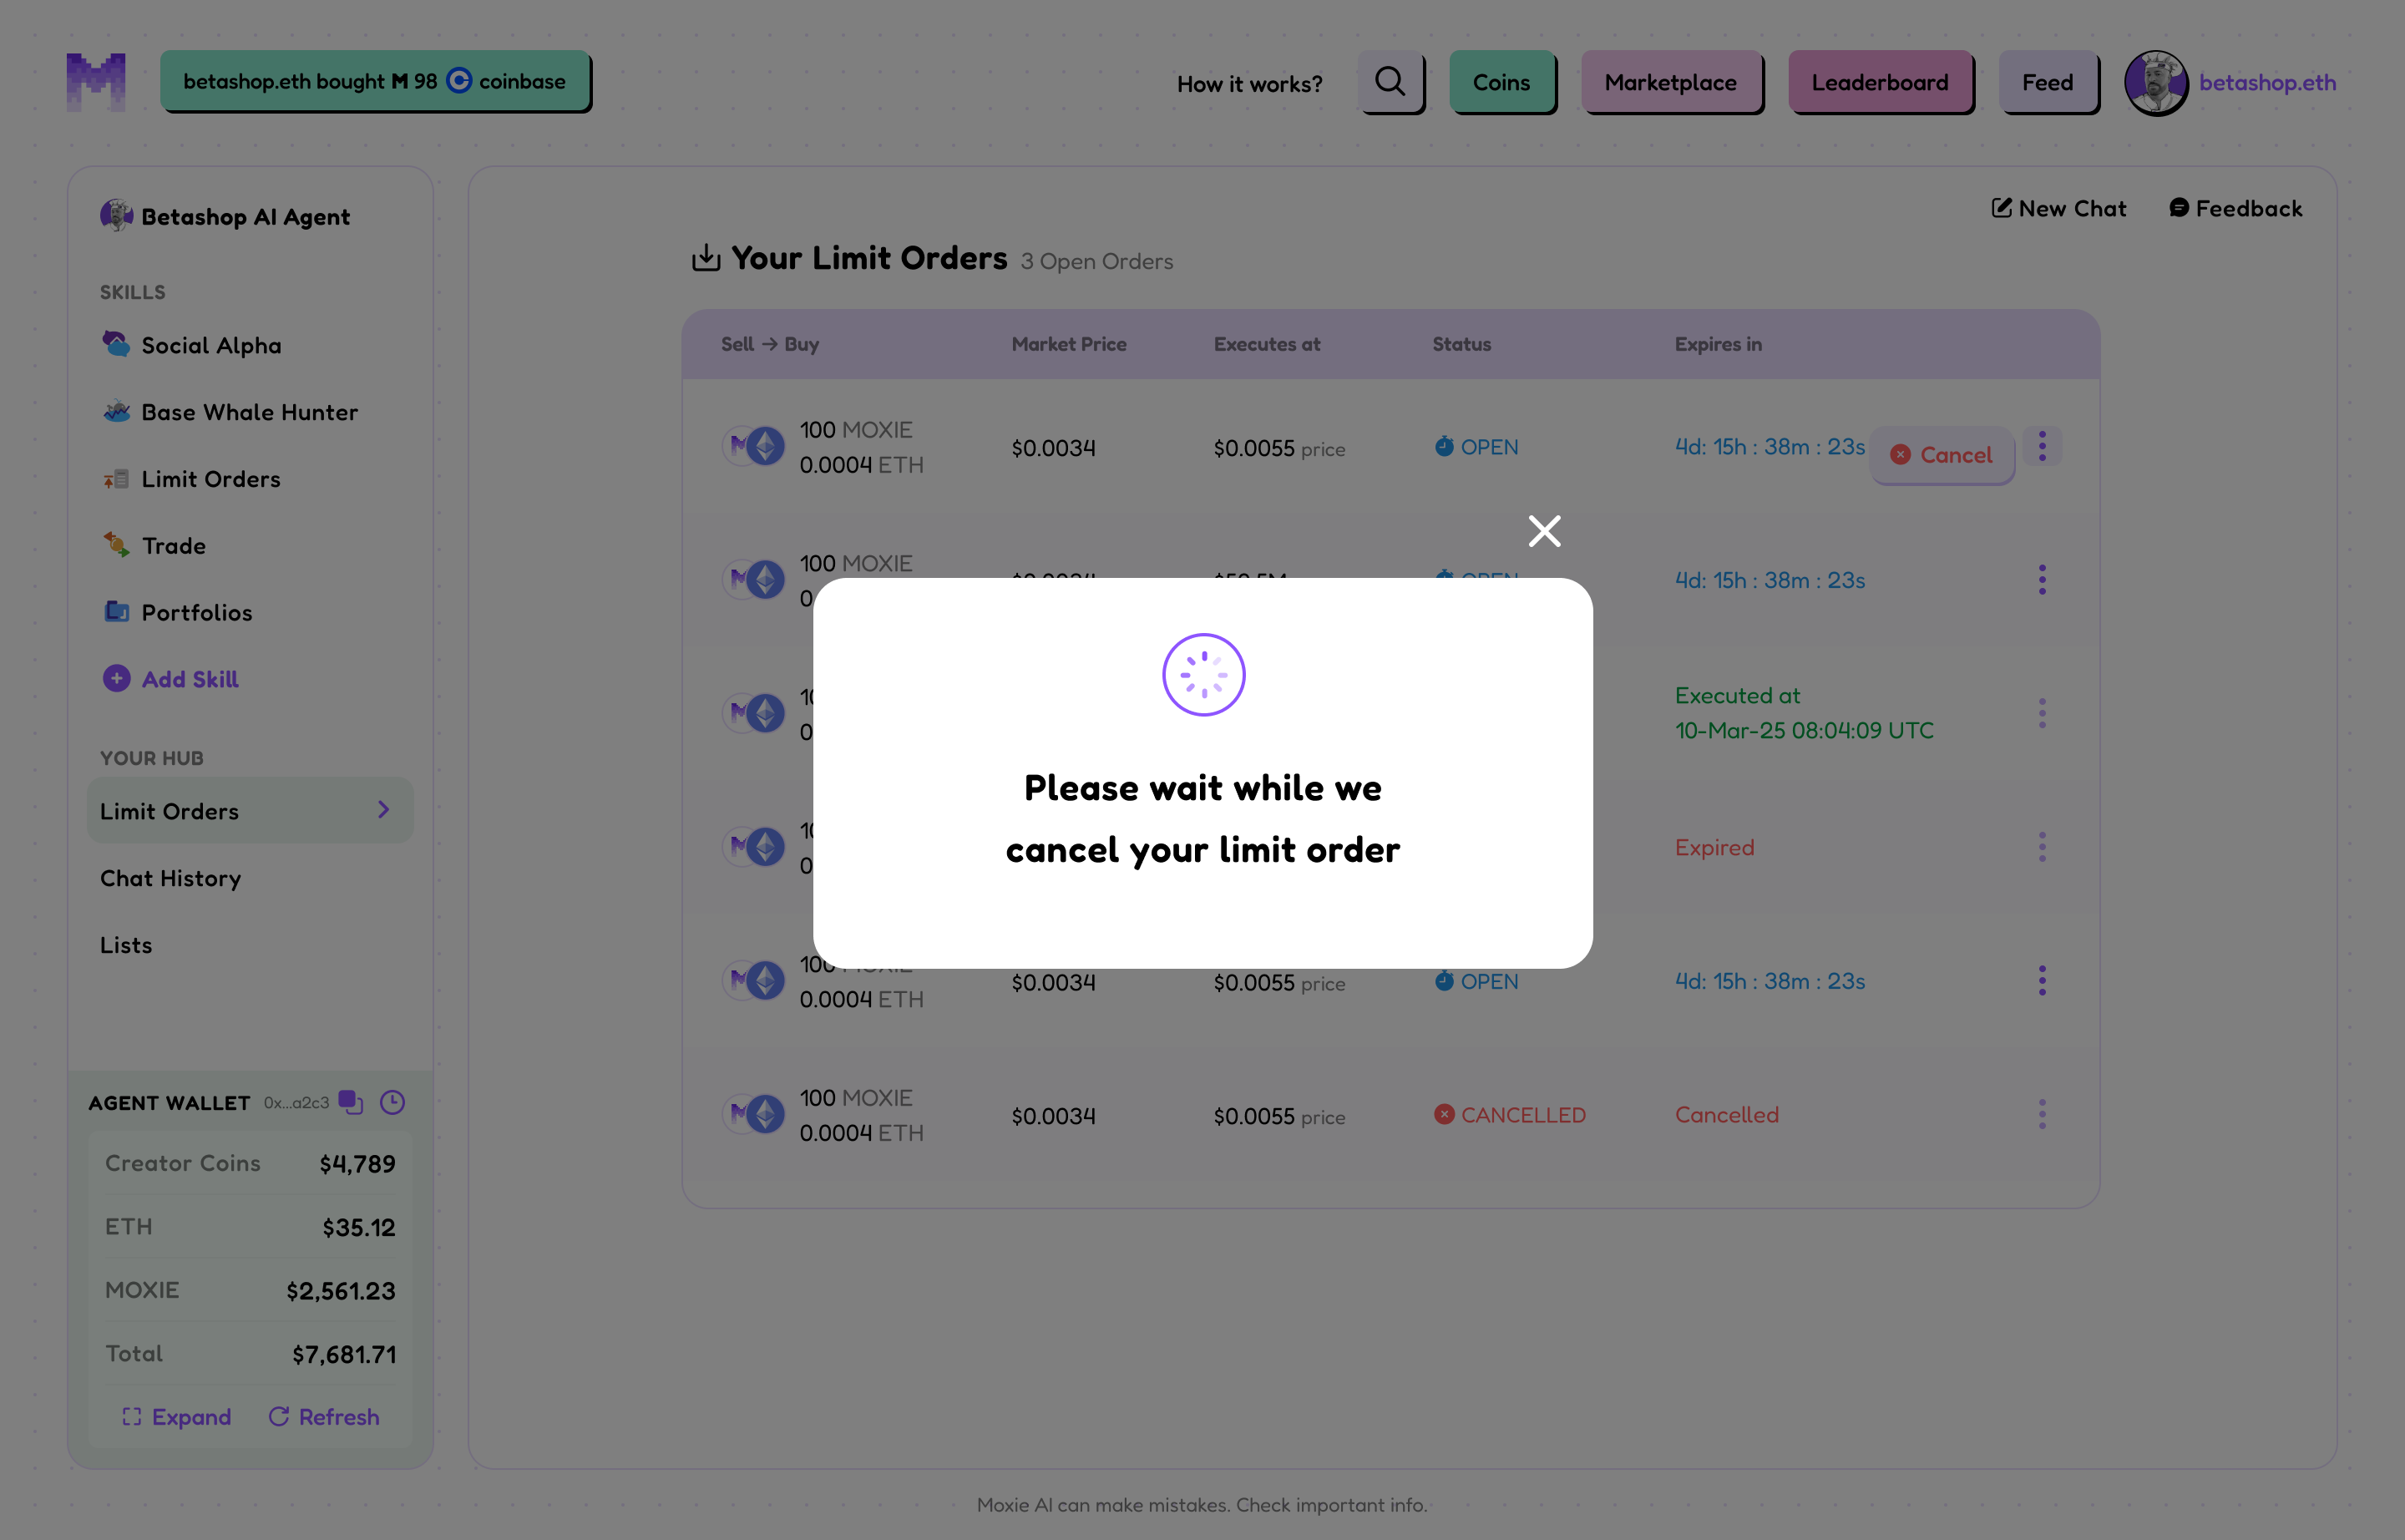 betashop.eth bought M 98 coinbase
How it works?
Coins
Marketplace
Leaderboard
Feed
betashop.eth
Betashop AI Agent
SKILLS
Social Alpha
Base Whale Hunter
Limit Orders
Trade
Portfolios
Add Skill
YOUR HUB
Limit Orders
Chat History
Lists
AGENT WALLET 0x...a2c3
Creator Coins $4,789
ETH $35.12
MOXIE $2,561.23
Total $7,681.71
Expand Refresh
New Chat Feedback
Your Limit Orders 3 Open Orders
Sell → Buy Market Price Executes at Status Expires in
100 MOXIE
0.0004 ETH
$0.0034
$0.0055 price
OPEN
4d: 15h : 38m : 23s
Cancel
100 MOXIE
OPEN
4d: 15h : 38m : 23s
Executed at
10-Mar-25 08:04:09 UTC
Expired
Please wait while we
cancel your limit order
100 MOXIE
0.0004 ETH
$0.0034
$0.0055 price
OPEN
4d: 15h : 38m : 23s
100 MOXIE
0.0004 ETH
$0.0034
$0.0055 price
CANCELLED
Cancelled
Moxie AI can make mistakes. Check important info.